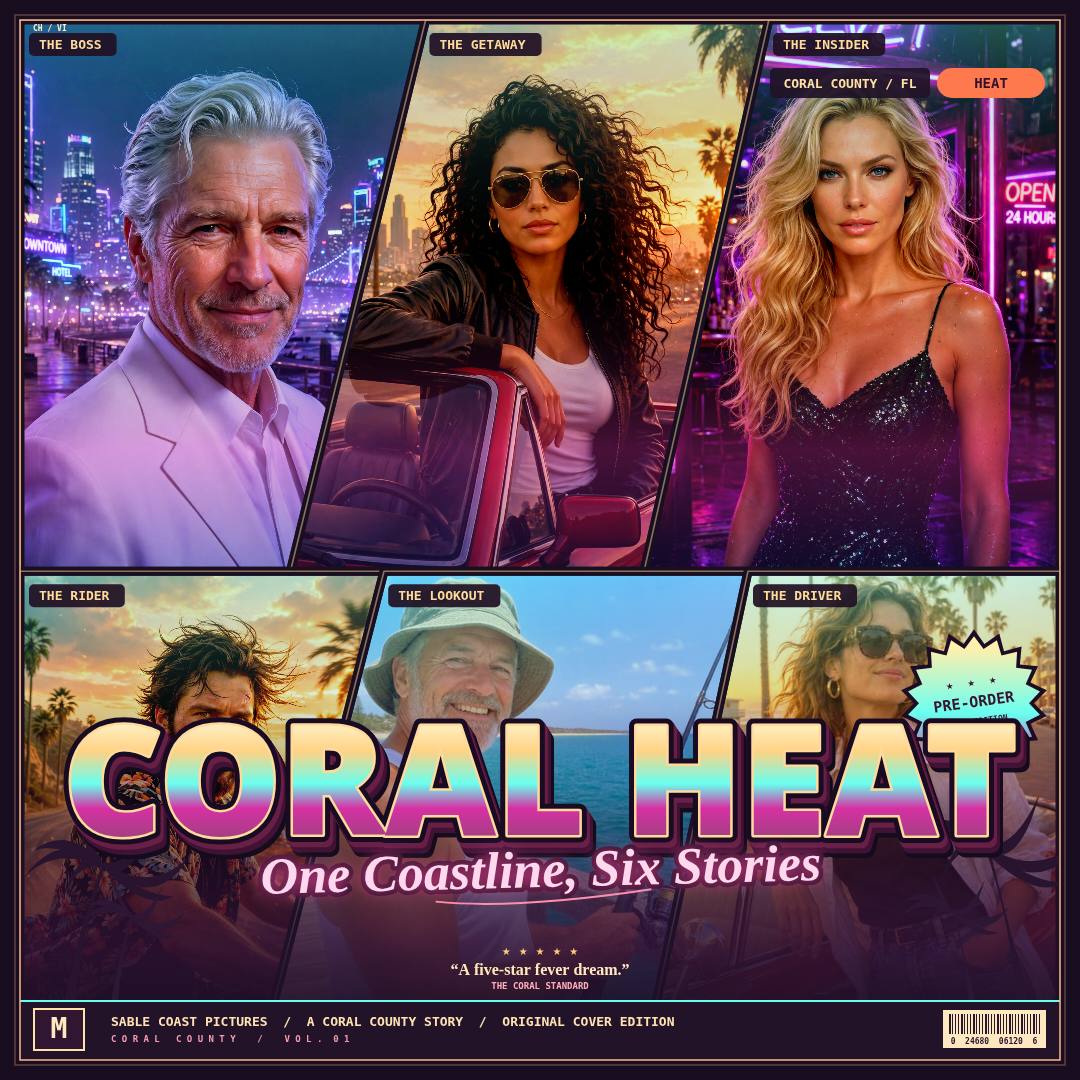 CH / VI
THE BOSS
THE GETAWAY
THE INSIDER
CORAL COUNTY / FL
HEAT
DOWNTOWN
HOTEL
OPEN
24 HOURS
THE RIDER
THE LOOKOUT
THE DRIVER
★ ★ ★
PRE-ORDER
CORAL HEAT
One Coastline, Six Stories
★ ★ ★ ★ ★
“A five-star fever dream.”
THE CORAL STANDARD
M
SABLE COAST PICTURES / A CORAL COUNTY STORY / ORIGINAL COVER EDITION
CORAL COUNTY / VOL. 01
0 24680 06120 6